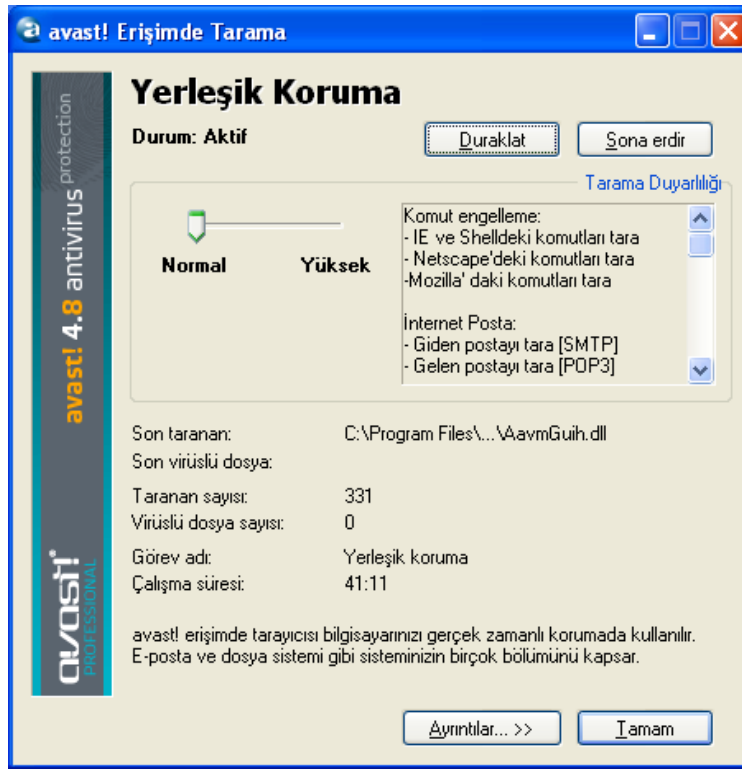 avast! Erişimde Tarama
avast! 4.8 antivirus protection
avast!
PROFESSIONAL
Yerleşik Koruma
Durum: Aktif
Duraklat
Sona erdir
Tarama Duyarlılığı
Normal
Yüksek
Komut engelleme:
- IE ve Shelldeki komutları tara
- Netscape'deki komutları tara
-Mozilla' daki komutları tara
İnternet Posta:
- Giden postayı tara [SMTP]
- Gelen postayı tara [POP3]
Son taranan: C:\Program Files\...\AavmGuih.dll
Son virüslü dosya:
Taranan sayısı: 331
Virüslü dosya sayısı: 0
Görev adı: Yerleşik koruma
Çalışma süresi: 41:11
avast! erişimde tarayıcısı bilgisayarınızı gerçek zamanlı korumada kullanılır.
E-posta ve dosya sistemi gibi sisteminizin birçok bölümünü kapsar.
Ayrıntılar... >>
Tamam